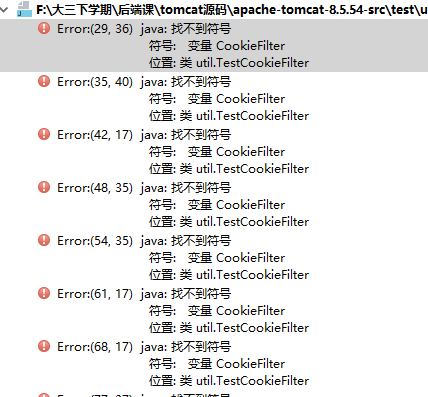 F:\大三下学期\后端课\tomcat源码\apache-tomcat-8.5.54-src\test\u
Error:(29, 36) java: 找不到符号
符号: 变量 CookieFilter
位置: 类 util.TestCookieFilter
Error:(35, 40) java: 找不到符号
符号: 变量 CookieFilter
位置: 类 util.TestCookieFilter
Error:(42, 17) java: 找不到符号
符号: 变量 CookieFilter
位置: 类 util.TestCookieFilter
Error:(48, 35) java: 找不到符号
符号: 变量 CookieFilter
位置: 类 util.TestCookieFilter
Error:(54, 35) java: 找不到符号
符号: 变量 CookieFilter
位置: 类 util.TestCookieFilter
Error:(61, 17) java: 找不到符号
符号: 变量 CookieFilter
位置: 类 util.TestCookieFilter
Error:(68, 17) java: 找不到符号
符号: 变量 CookieFilter
位置: 类 util.TestCookieFilter